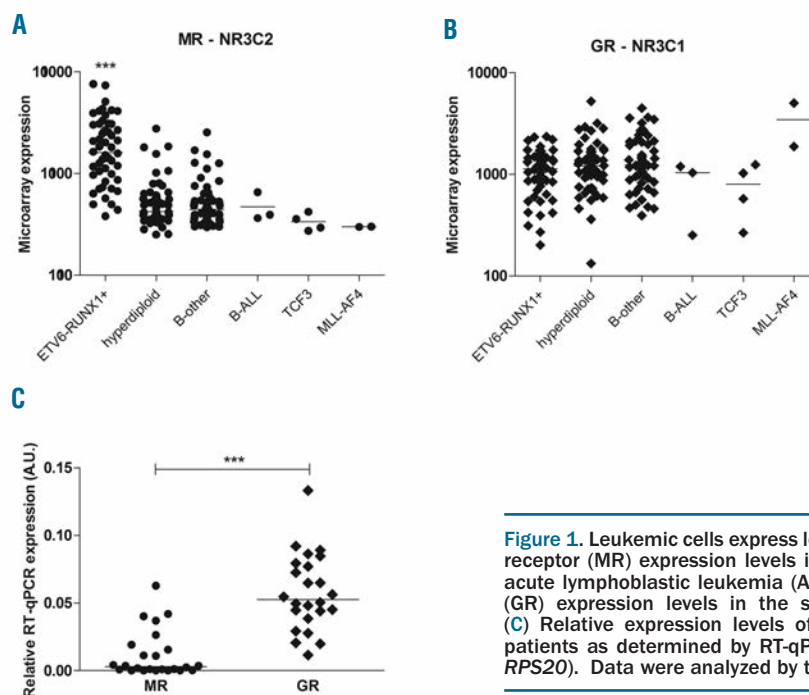 A
MR - NR3C2
***
10000
1000
100
Microarray expression
ETV6-RUNX1+
hyperdiploid
B-other
B-ALL
TCF3
MLL-AF4
B
GR - NR3C1
10000
1000
100
Microarray expression
ETV6-RUNX1+
hyperdiploid
B-other
B-ALL
TCF3
MLL-AF4
C
***
0.15
0.10
0.05
0.00
Relative RT-qPCR expression (A.U.)
MR
GR
Figure 1. Leukemic cells express l
receptor (MR) expression levels i
acute lymphoblastic leukemia (A
(GR) expression levels in the s
(C) Relative expression levels of
patients as determined by RT-qP
RPS20). Data were analyzed by t